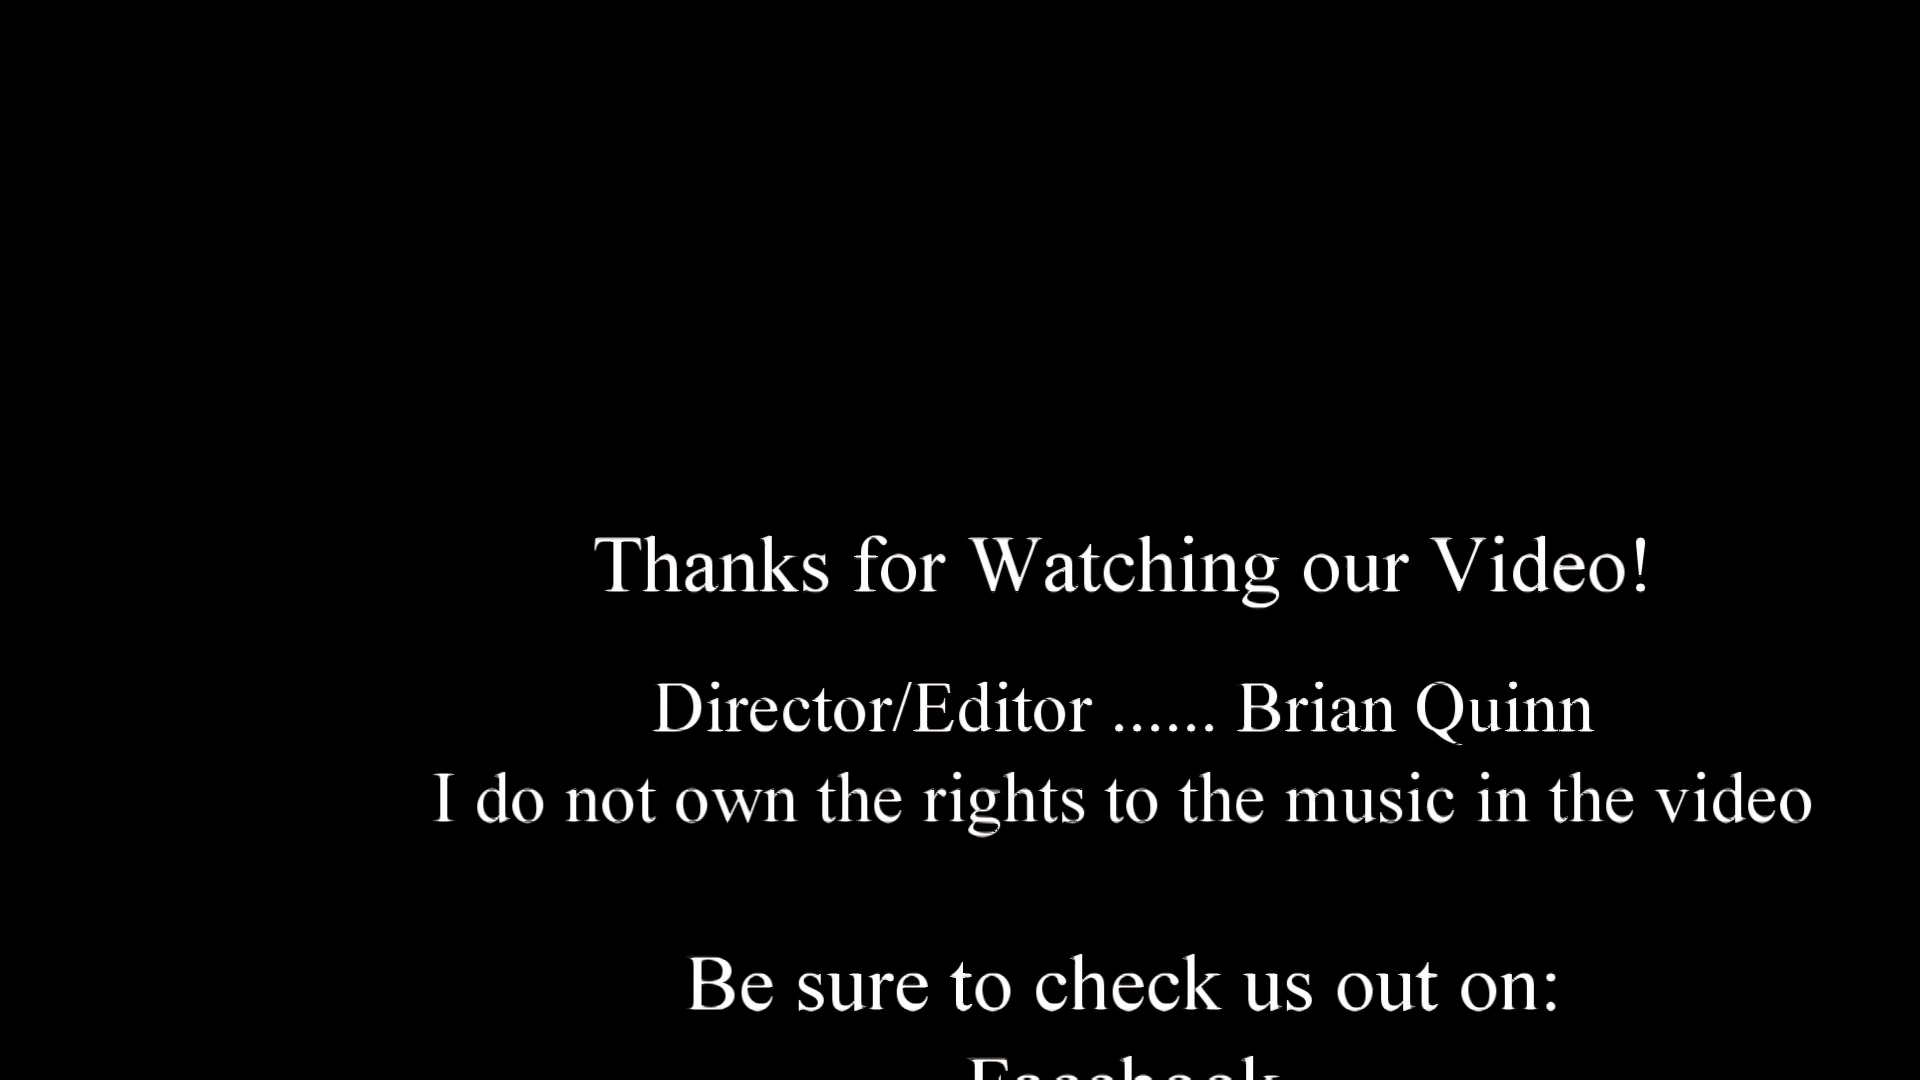 Thanks for Watching our Video!
Director/Editor ...... Brian Quinn
I do not own the rights to the music in the video
Be sure to check us out on:
Facebook